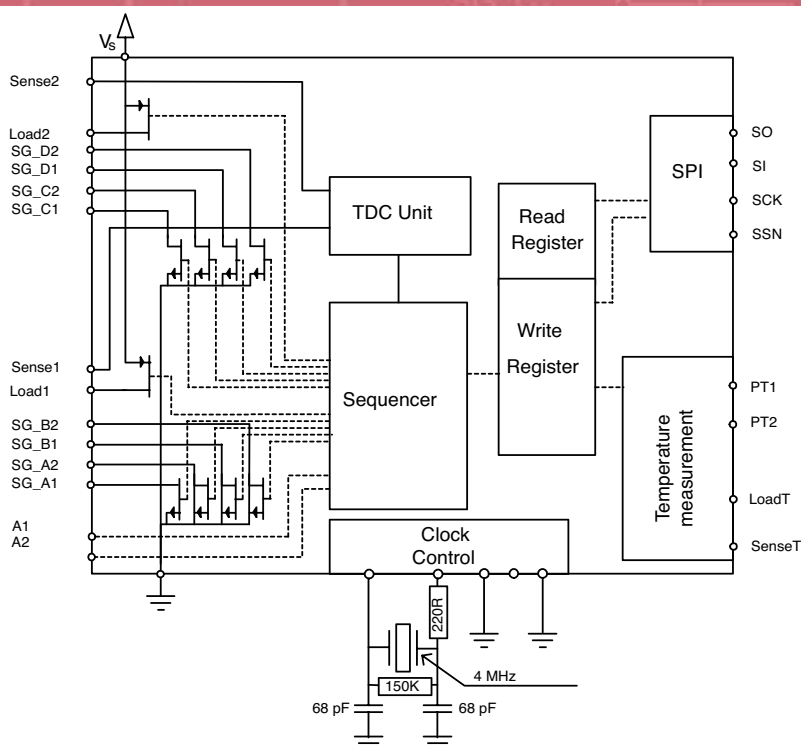 Vs
Sense2
Load2
SG_D2
SG_D1
SG_C2
SG_C1
Sense1
Load1
SG_B2
SG_B1
SG_A2
SG_A1
A1
A2
TDC Unit
Sequencer
Read
Register
Write
Register
SPI
SO
SI
SCK
SSN
Temperature
measurement
PT1
PT2
LoadT
SenseT
Clock
Control
220R
4 MHz
150K
68 pF
68 pF